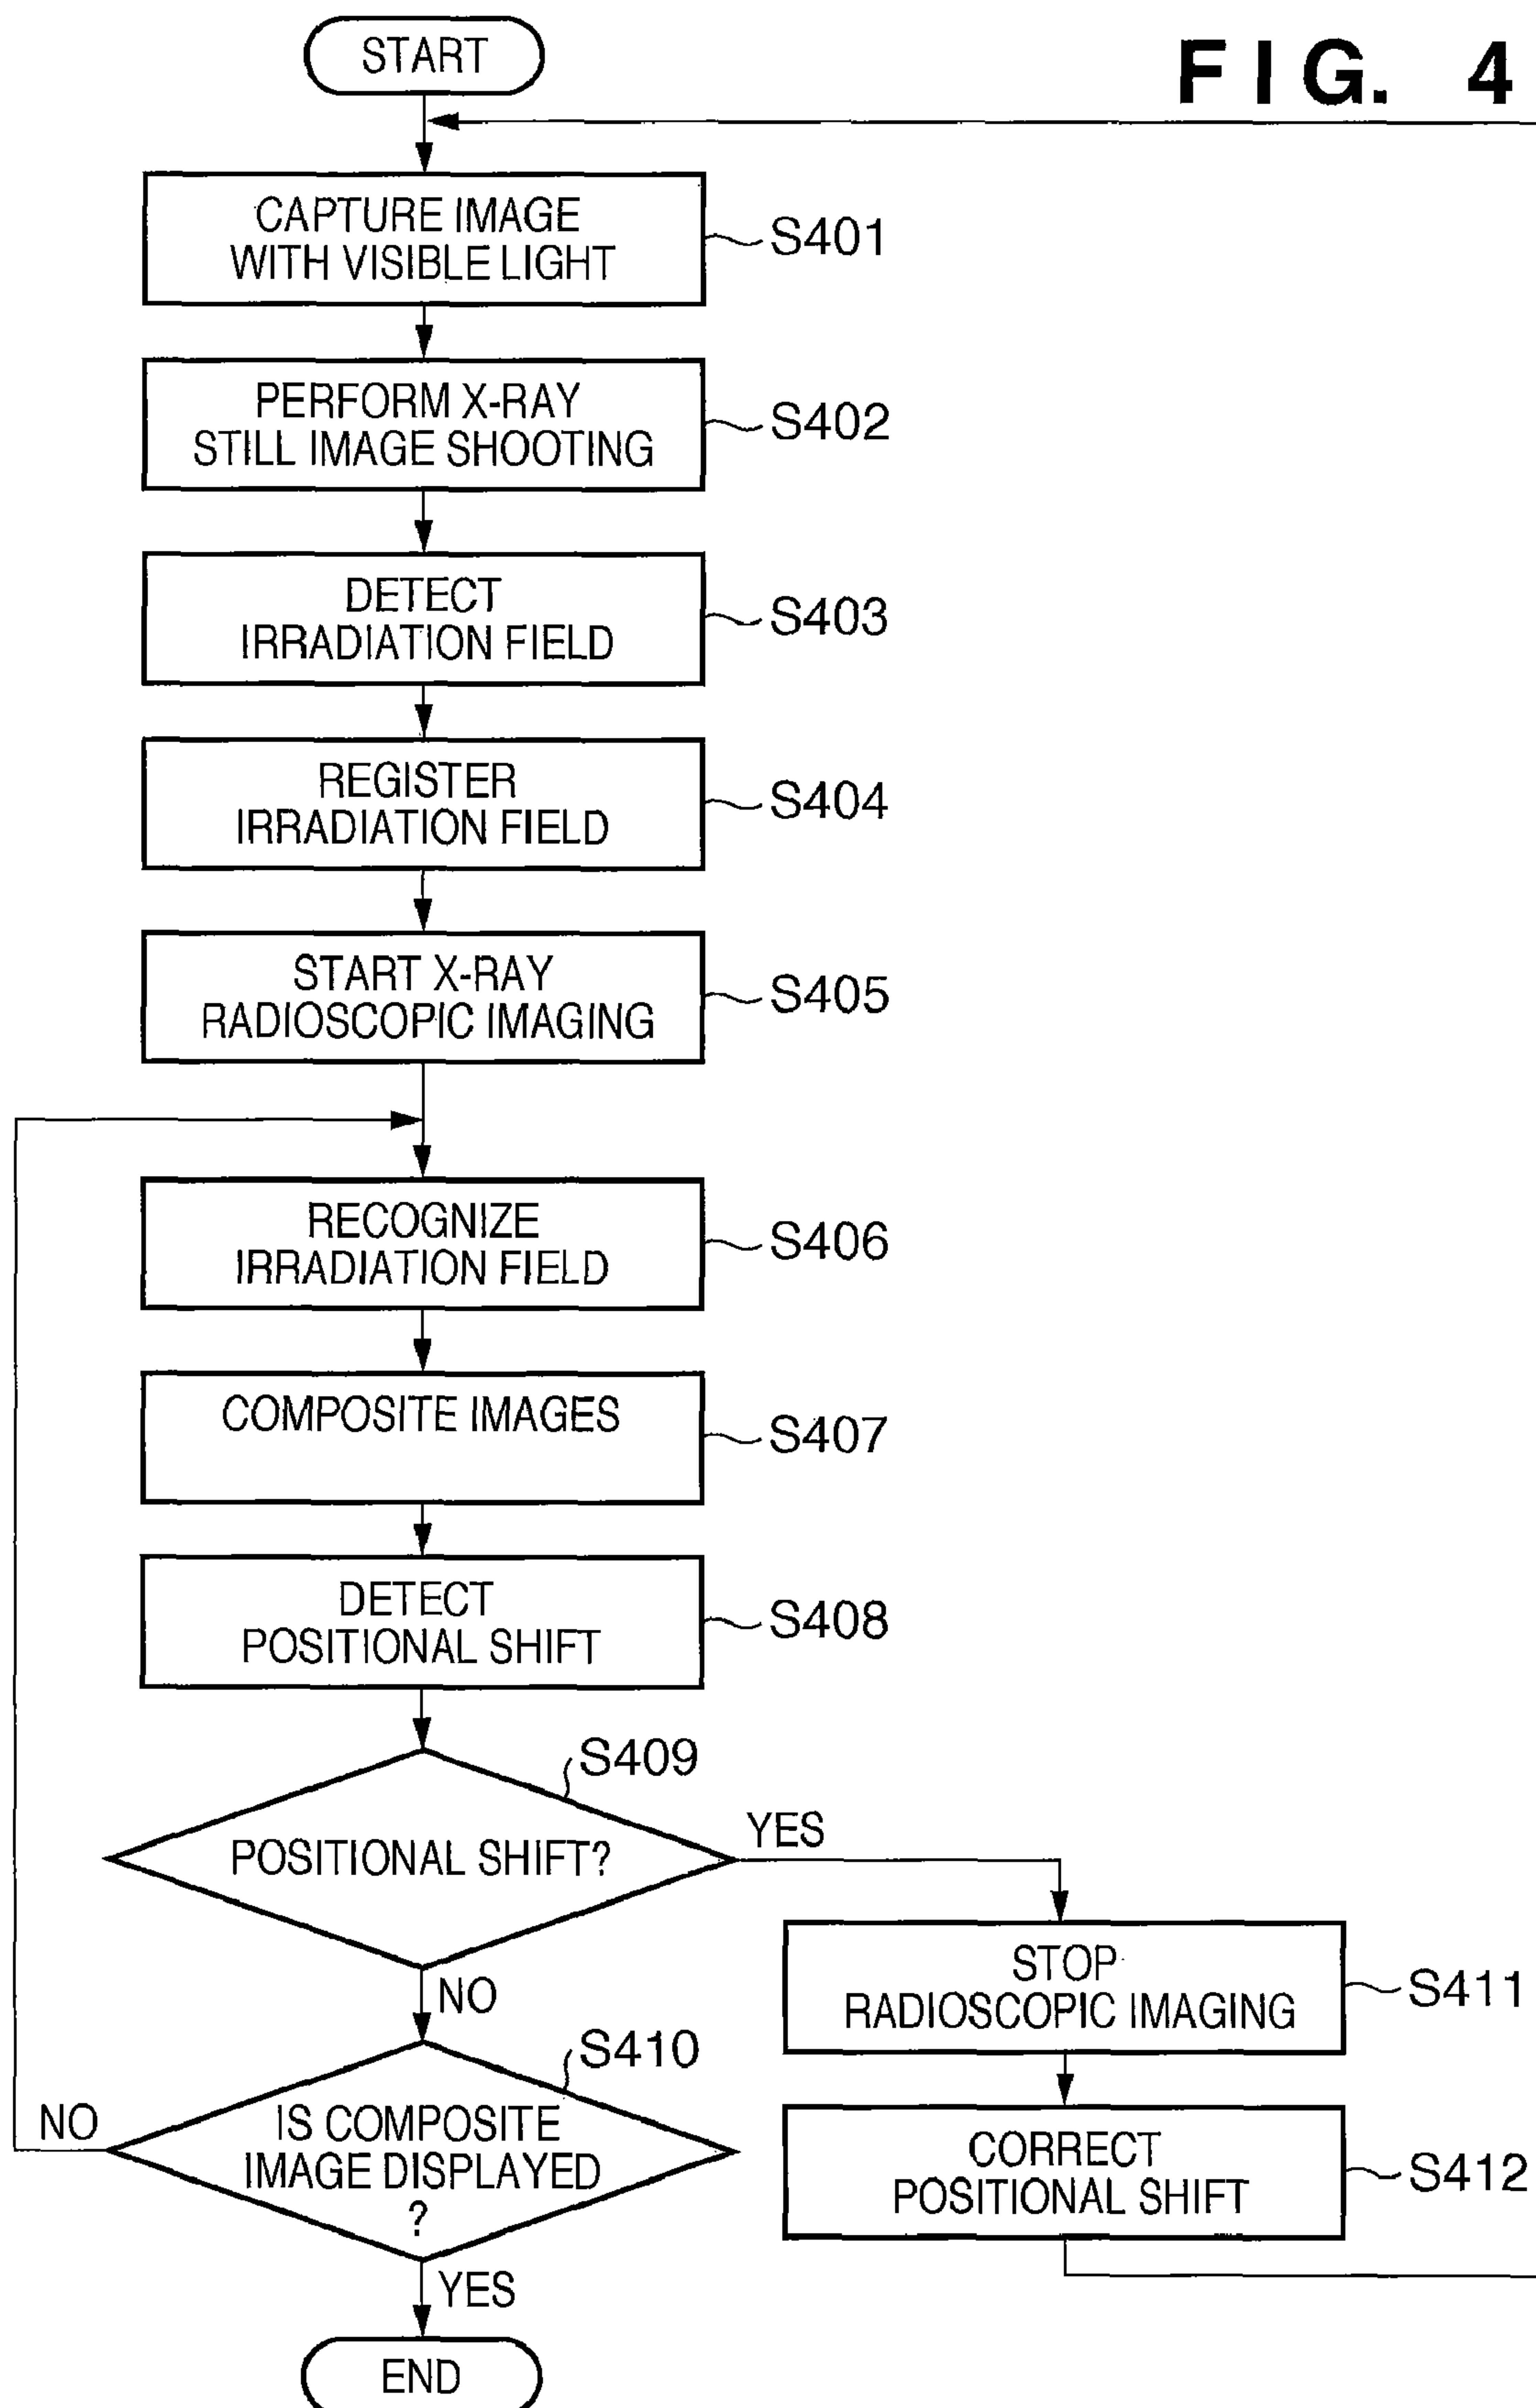 FIG. 4
START
CAPTURE IMAGE
WITH VISIBLE LIGHT
S401
PERFORM X-RAY
STILL IMAGE SHOOTING
S402
DETECT
IRRADIATION FIELD
S403
REGISTER
IRRADIATION FIELD
S404
START X-RAY
RADIOSCOPIC IMAGING
S405
RECOGNIZE
IRRADIATION FIELD
S406
COMPOSITE IMAGES
S407
DETECT
POSITIONAL SHIFT
S408
S409
POSITIONAL SHIFT?
YES
NO
STOP
RADIOSCOPIC IMAGING
S411
S410
IS COMPOSITE
IMAGE DISPLAYED
?
NO
CORRECT
POSITIONAL SHIFT
S412
YES
END